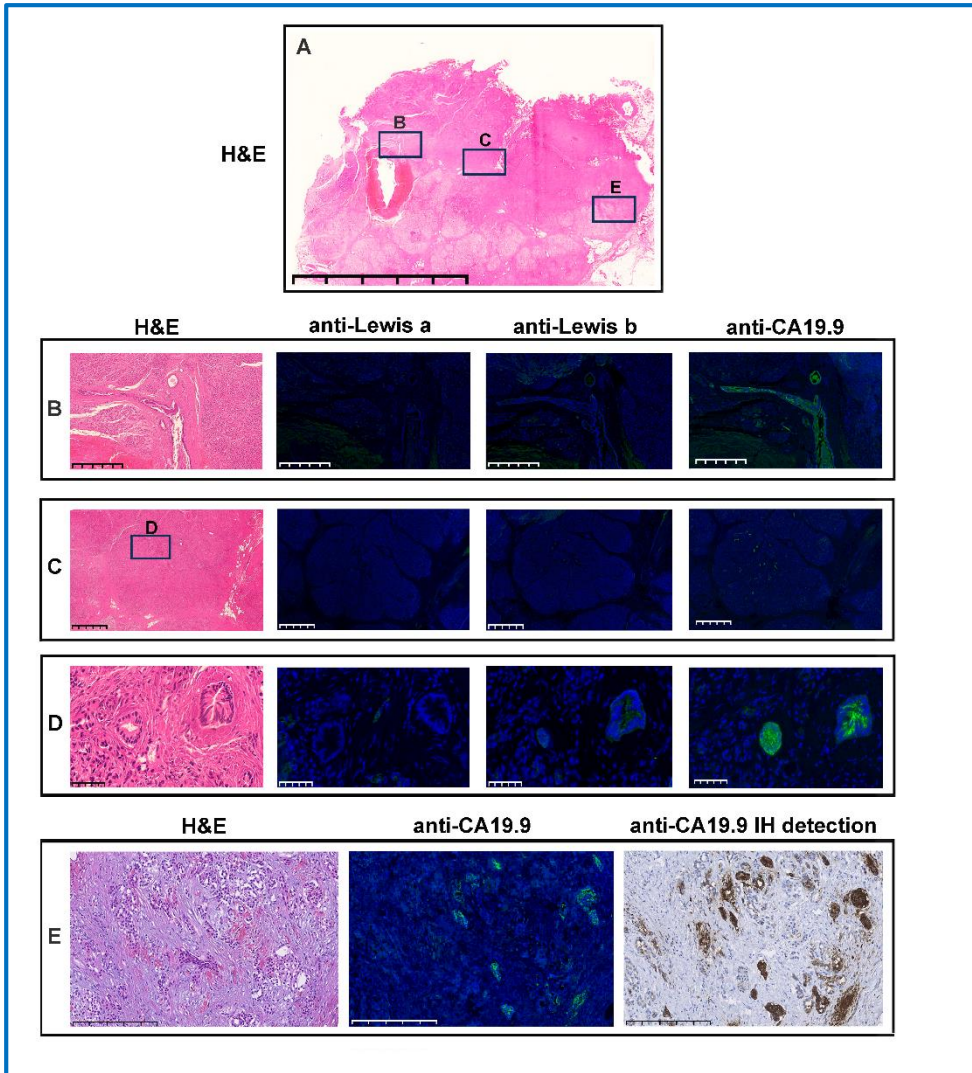 A
H&E
B
C
E
H&E anti-Lewis a anti-Lewis b anti-CA19.9
B
C
D
D
H&E anti-CA19.9 anti-CA19.9 IH detection
E